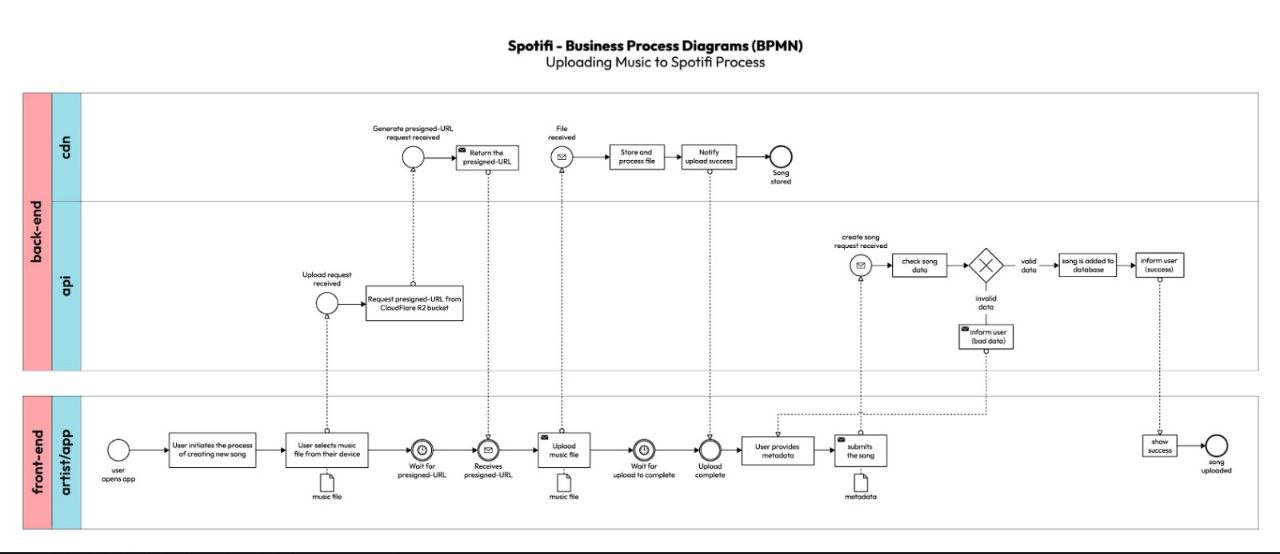 Spotifi - Business Process Diagrams (BPMN)
Uploading Music to Spotifi Process
back-end
cdn
Generate presigned-URL
request received
Return the
presigned-URL
File
received
Store and
process file
Notify
upload success
Song
stored
api
Upload request
received
Request presigned-URL from
CloudFlare R2 bucket
create song
request received
check song
data
valid
data
song is added to
database
inform user
(success)
invalid
data
inform user
(bad data)
front-end
artist/app
user
opens app
User initiates the process
of creating new song
User selects music
file from their device
music file
Wait for
presigned-URL
Receives
presigned-URL
Upload
music file
music file
Wait for
upload to complete
Upload
complete
User provides
metadata
submits
the song
metadata
show
success
song
uploaded